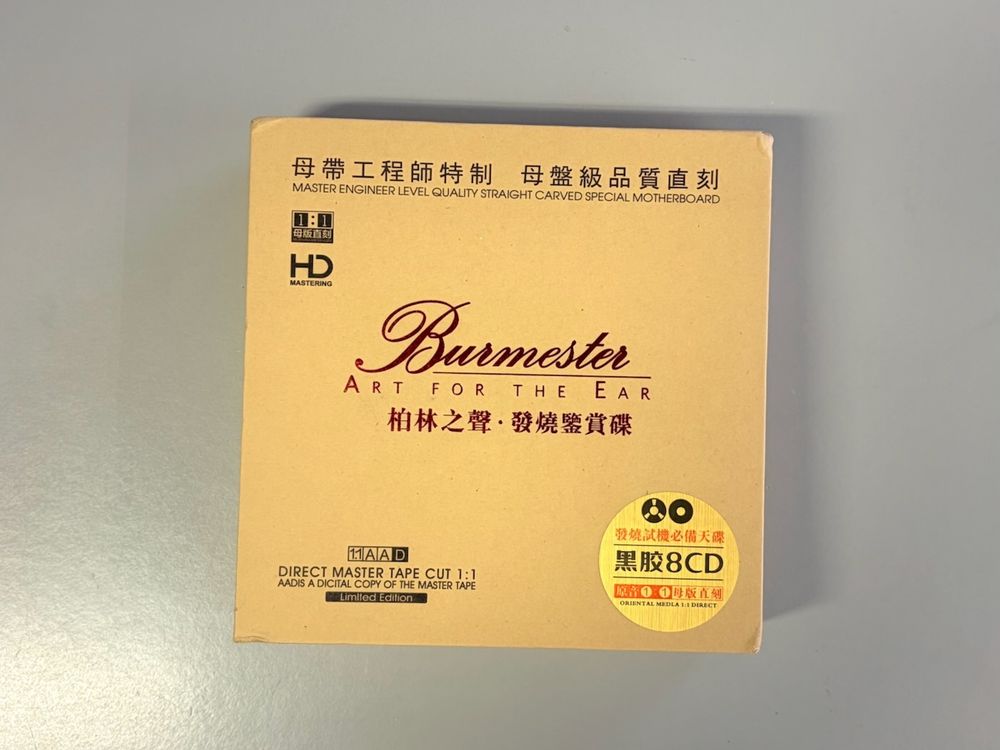 母帶工程師特制 母盤級品質直刻
MASTER ENGINEER LEVEL QUALITY STRAIGHT CARVED SPECIAL MOTHERBOARD
1:1
母版直刻
HD
MASTERING
Burmester
ART FOR THE EAR
柏林之聲·發燒鑒賞碟
1:1 A A D
DIRECT MASTER TAPE CUT 1:1
AADIS A DICITAL COPY OF THE MASTER TAPE
Limited Edition
發燒試機必備天碟
黑胶8CD
原音1:1母版直刻
ORIENTAL MEDLA 1:1 DIRECT